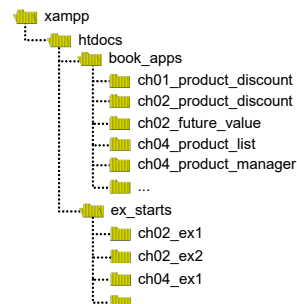 xampp
htdocs
book_apps
ch01_product_discount
ch02_product_discount
ch02_future_value
ch04_product_list
ch04_product_manager
...
ex_starts
ch02_ex1
ch02_ex2
ch04_ex1